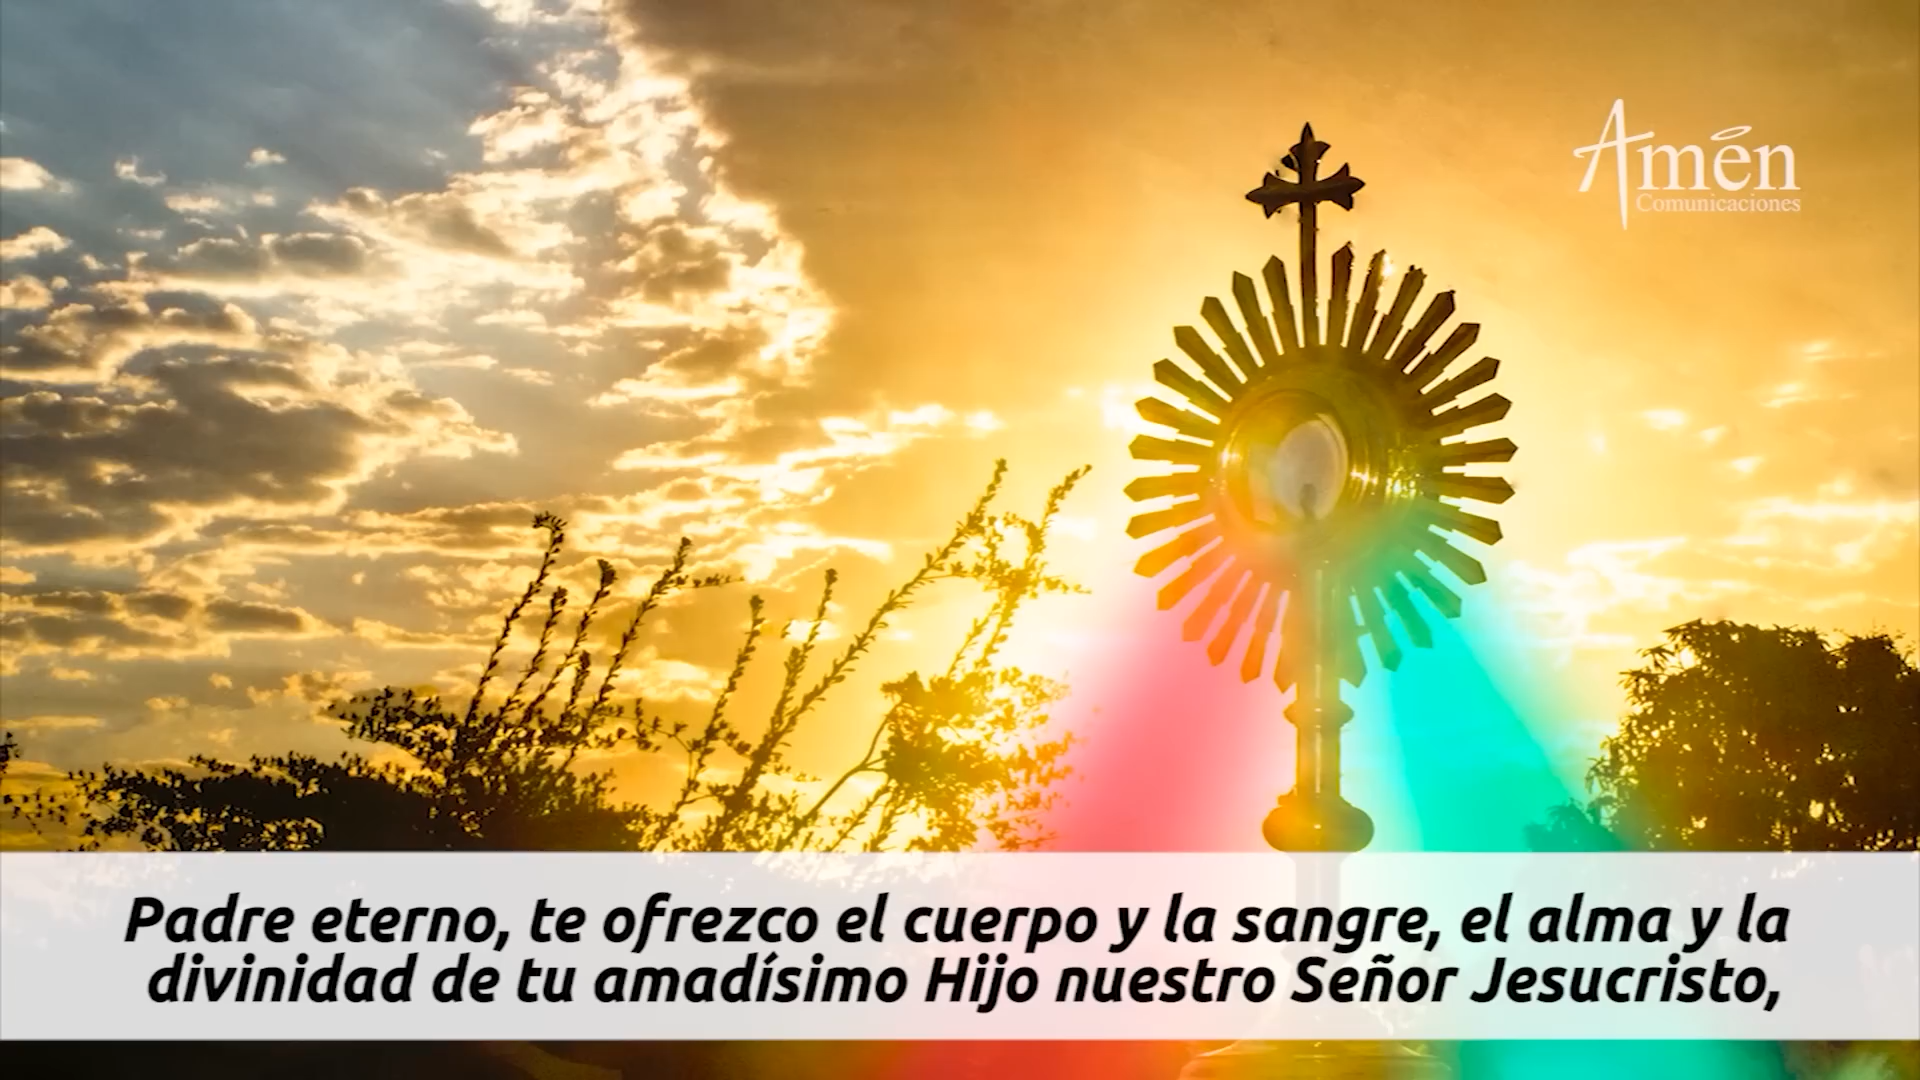 Amén
Comunicaciones
Padre eterno, te ofrezco el cuerpo y la sangre, el alma y la
divinidad de tu amadísimo Hijo nuestro Señor Jesucristo,